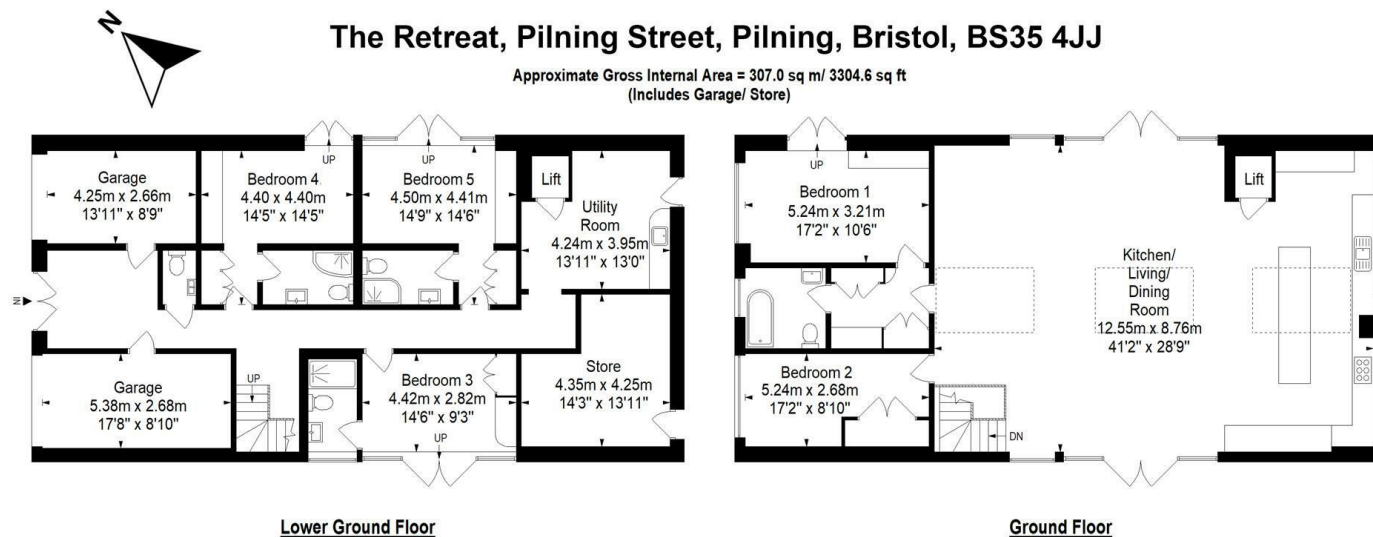 N
The Retreat, Pilning Street, Pilning, Bristol, BS35 4JJ
Approximate Gross Internal Area = 307.0 sq m/ 3304.6 sq ft
(Includes Garage/ Store)
Garage
4.25m x 2.66m
13'11" x 8'9"
UP
Bedroom 4
4.40 x 4.40m
14'5" x 14'5"
UP
Bedroom 5
4.50m x 4.41m
14'9" x 14'6"
Lift
Utility
Room
4.24m x 3.95m
13'11" x 13'0"
IN
Garage
5.38m x 2.68m
17'8" x 8'10"
UP
Bedroom 3
4.42m x 2.82m
14'6" x 9'3"
UP
Store
4.35m x 4.25m
14'3" x 13'11"
Lower Ground Floor
UP
Bedroom 1
5.24m x 3.21m
17'2" x 10'6"
Lift
Kitchen/
Living/
Dining
Room
12.55m x 8.76m
41'2" x 28'9"
Bedroom 2
5.24m x 2.68m
17'2" x 8'10"
DN
Ground Floor